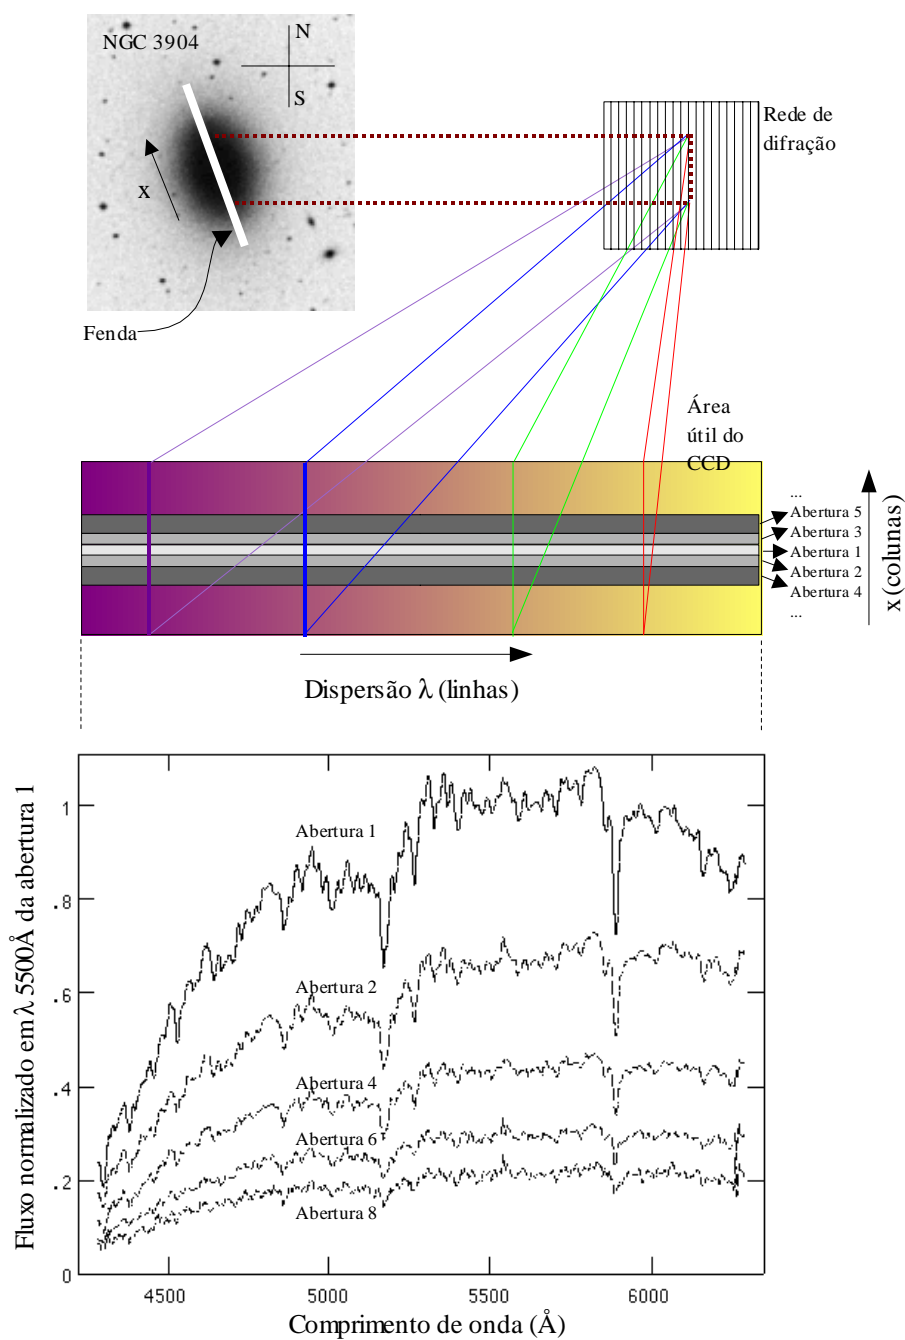 NGC 3904
N
S
x
Fenda
Rede de
difração
Área
útil do
CCD
...
Abertura 5
Abertura 3
Abertura 1
Abertura 2
Abertura 4
...
x (colunas)
Dispersão λ (linhas)
Fluxo normalizado em λ 5500Å da abertura 1
1
.8
.6
.4
.2
0
Abertura 1
Abertura 2
Abertura 4
Abertura 6
Abertura 8
4500
5000
5500
6000
Comprimento de onda (Å)